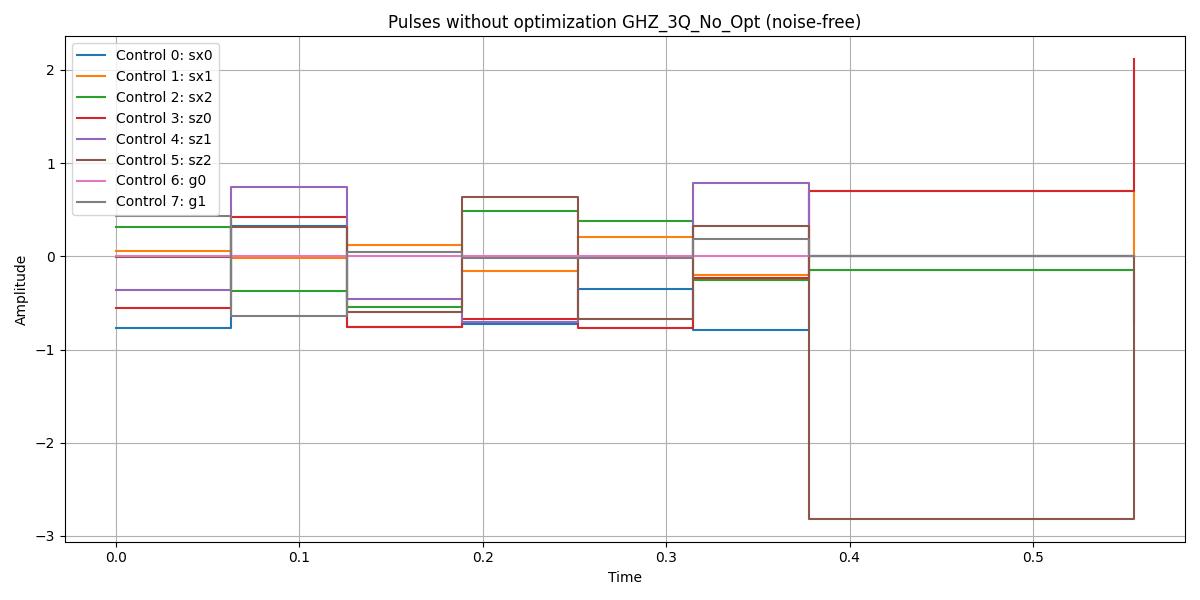 Pulses without optimization GHZ_3Q_No_Opt (noise-free)
Control 0: sx0
Control 1: sx1
Control 2: sx2
Control 3: sz0
Control 4: sz1
Control 5: sz2
Control 6: g0
Control 7: g1
Amplitude
2
1
0
−1
−2
−3
0.0 0.1 0.2 0.3 0.4 0.5
Time